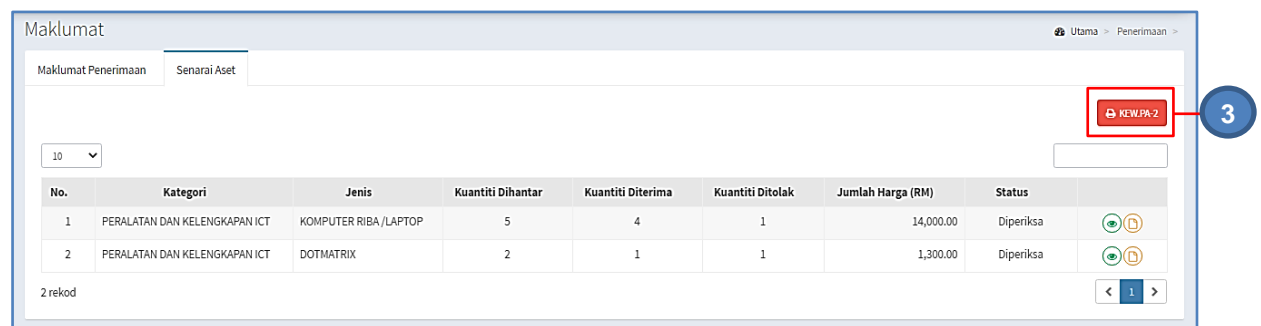 Maklumat
Utama > Penerimaan >
Maklumat Penerimaan Senarai Aset
KEW.PA-2
3
10
No. Kategori Jenis Kuantiti Dihantar Kuantiti Diterima Kuantiti Ditolak Jumlah Harga (RM) Status
1 PERALATAN DAN KELENGKAPAN ICT KOMPUTER RIBA /LAPTOP 5 4 1 14,000.00 Diperiksa
2 PERALATAN DAN KELENGKAPAN ICT DOTMATRIX 2 1 1 1,300.00 Diperiksa
2 rekod
< 1 >